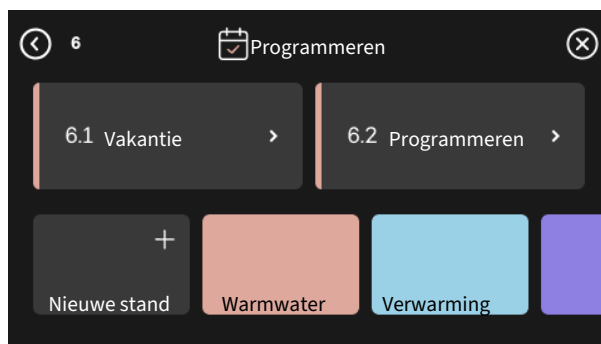 6 Programmeren
6.1 Vakantie 6.2 Programmeren
Nieuwe stand Warmwater Verwarming